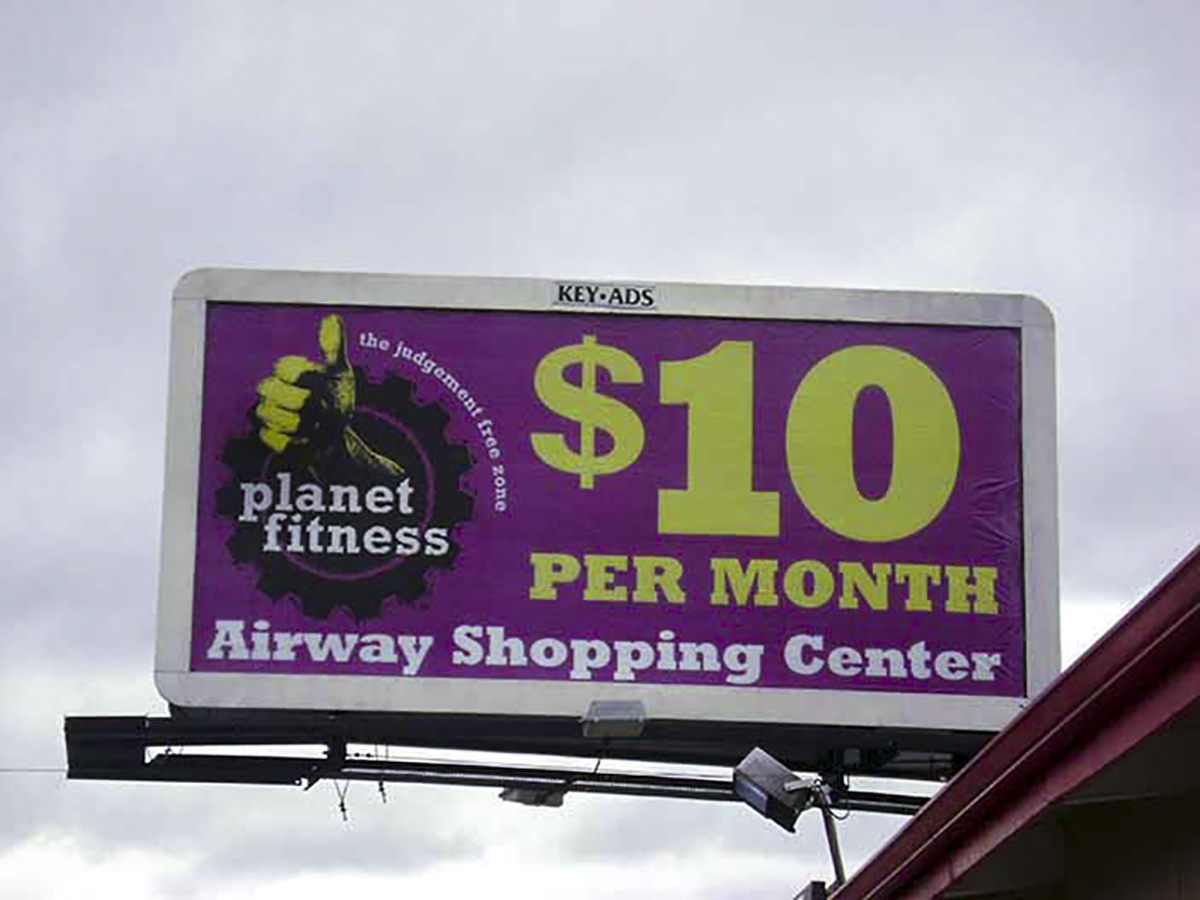 KEY•ADS
the judgement free zone
planet
fitness
$10
PER MONTH
Airway Shopping Center